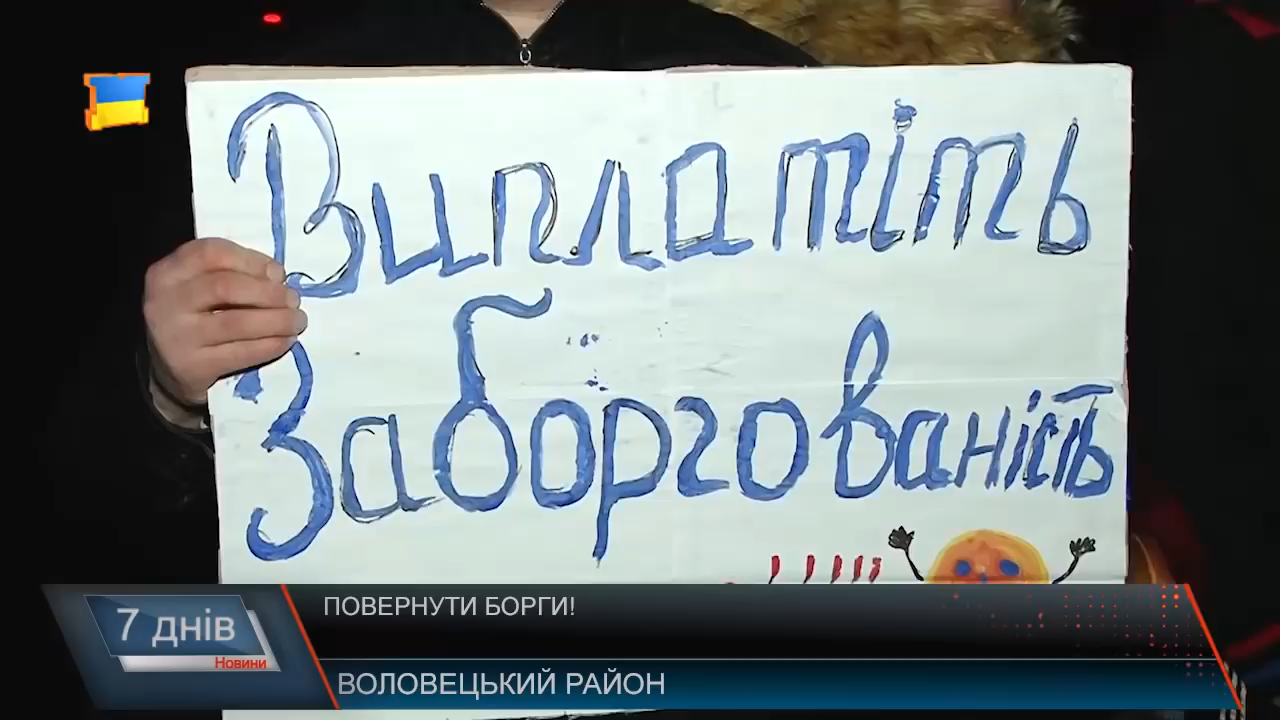 Виплатіть
Заборгованість
ПОВЕРНУТИ БОРГИ!
7 днів
Новини
ВОЛОВЕЦЬКИЙ РАЙОН